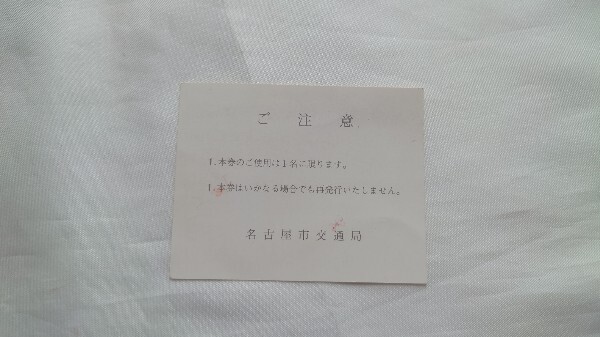 ご注意
1.本券のご使用は1名に限ります。
1.本券はいかなる場合でも再発行いたしません。
名古屋市交通局